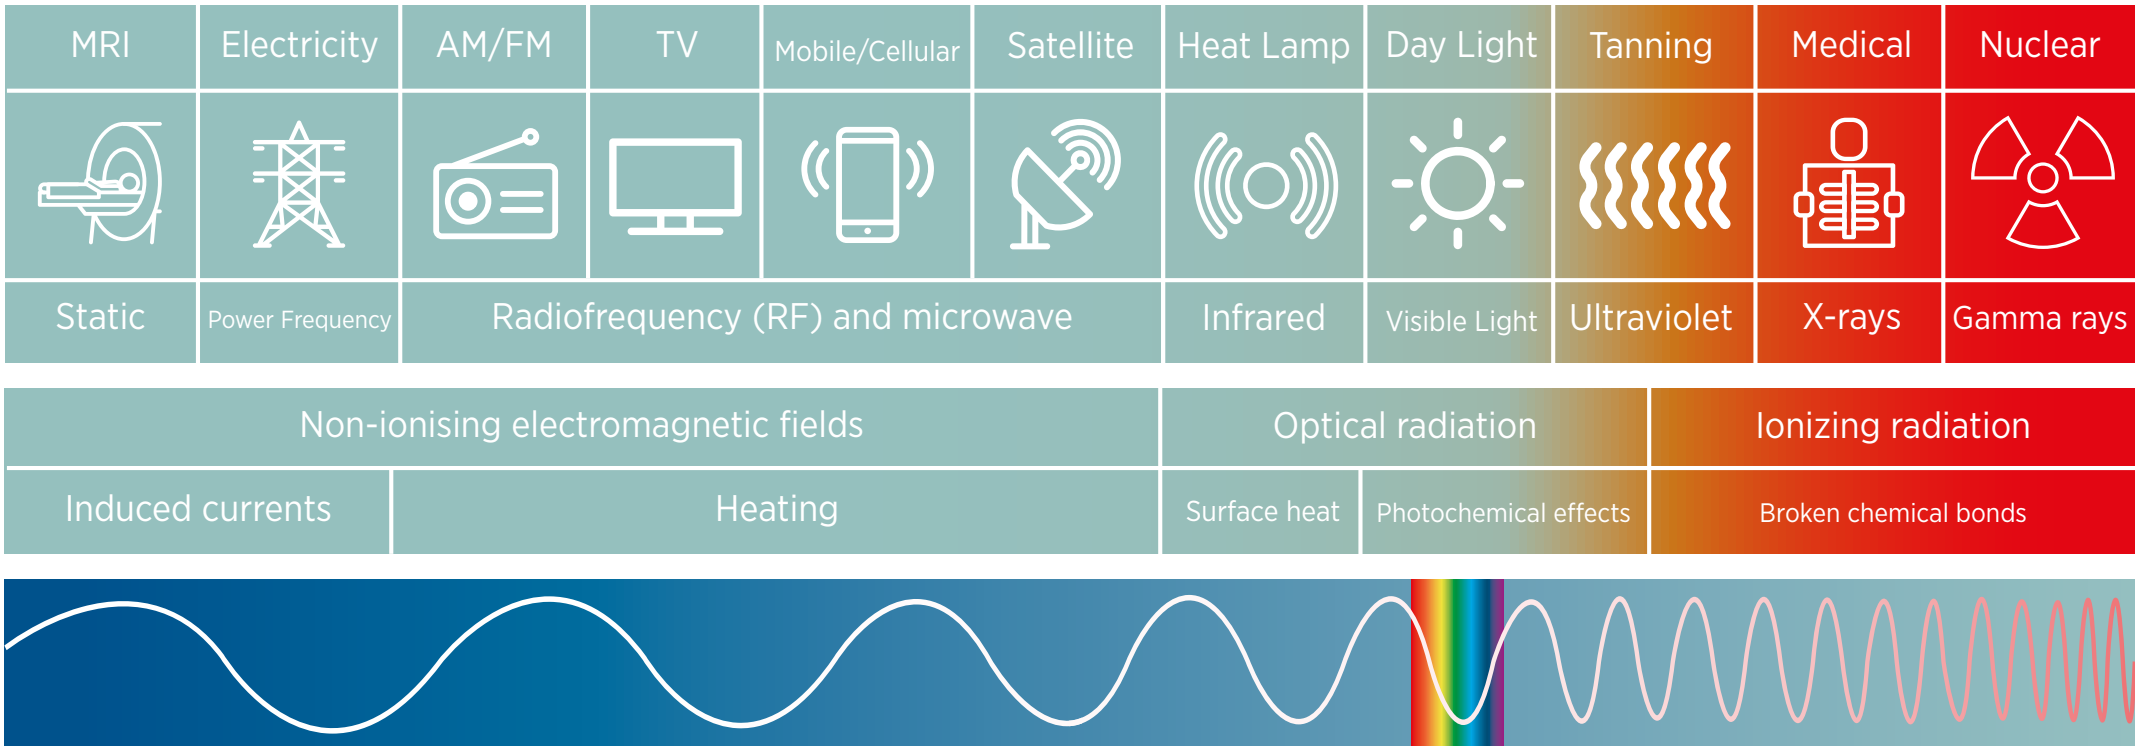 MRI
Electricity
AM/FM
TV
Mobile/Cellular
Satellite
Heat Lamp
Day Light
Tanning
Medical
Nuclear
Static
Power Frequency
Radiofrequency (RF) and microwave
Infrared
Visible Light
Ultraviolet
X-rays
Gamma rays
Non-ionising electromagnetic fields
Optical radiation
Ionizing radiation
Induced currents
Heating
Surface heat
Photochemical effects
Broken chemical bonds